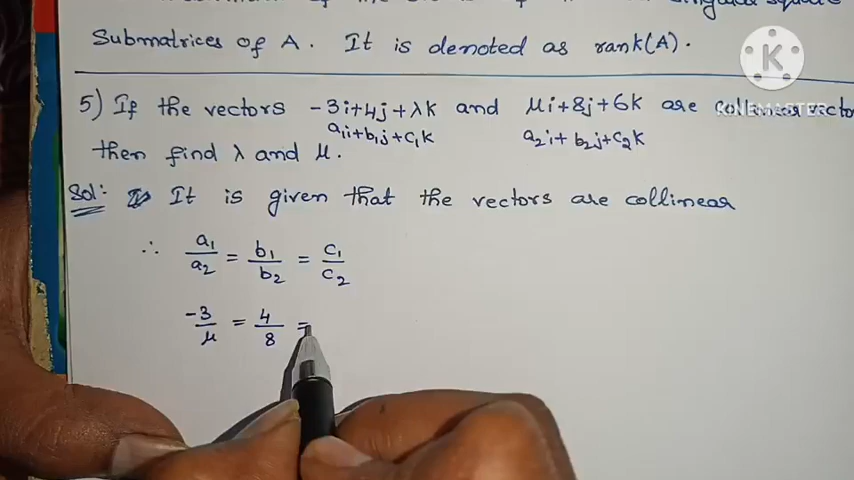 Submatrices of A. It is denoted as rank(A).
KINEMASTER
5) If the vectors -3i+4j+λk and μi+8j+6k are collinear vecto
a₁i+b₁j+c₁k a₂i+b₂j+c₂k
then find λ and μ.
Sol: It is given that the vectors are collinear
∴ a₁/a₂ = b₁/b₂ = c₁/c₂
-3/μ = 4/8 =